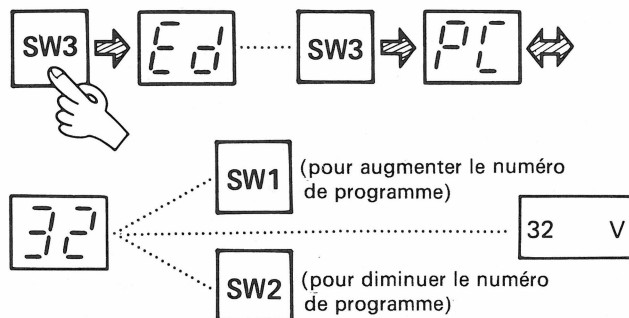 SW3 Ed SW3 PC
SW1 (pour augmenter le numéro
de programme)
32 32 V
SW2 (pour diminuer le numéro
de programme)